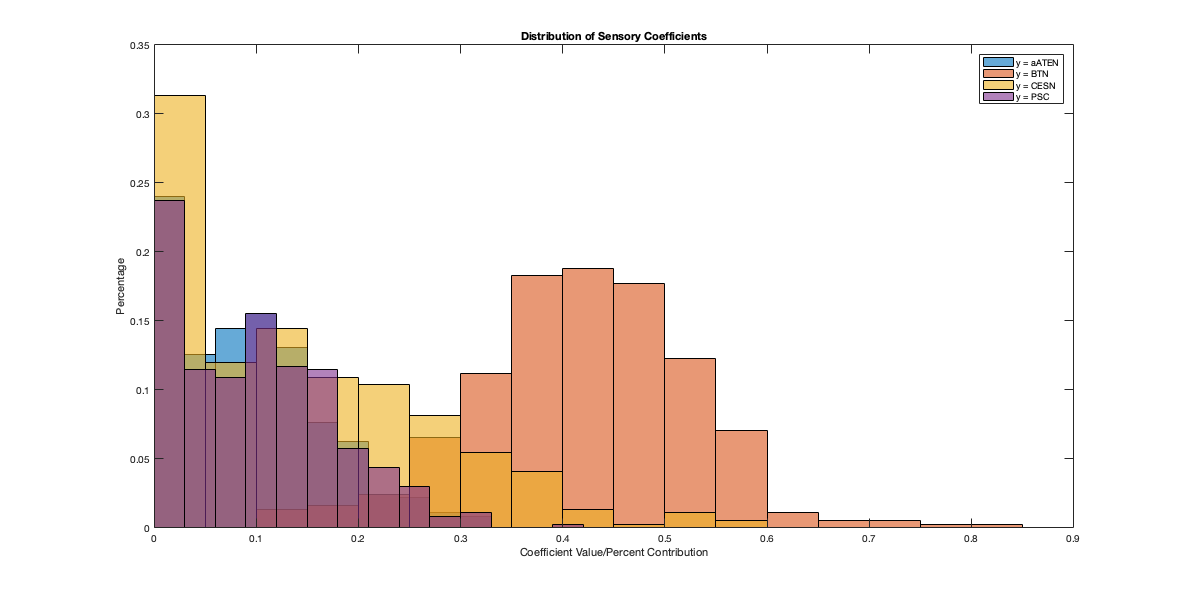 Distribution of Sensory Coefficients
y = aATEN
y = BTN
y = CESN
y = PSC
0.35
0.3
0.25
0.2
0.15
0.1
0.05
0
Percentage
0 0.1 0.2 0.3 0.4 0.5 0.6 0.7 0.8 0.9
Coefficient Value/Percent Contribution